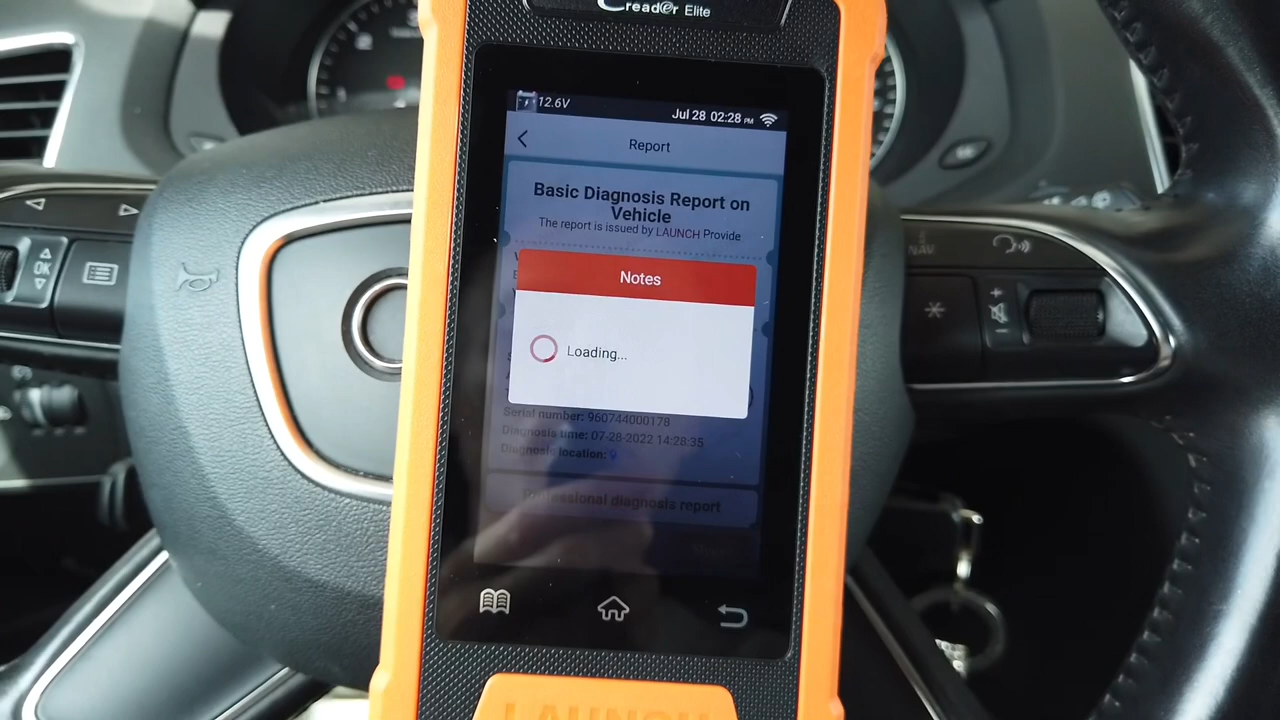 Creader Elite
12.6V
Jul 28 02:28 PM
Report
Basic Diagnosis Report on
Vehicle
The report is issued by LAUNCH Provide
Notes
Loading...
Serial number: 960744000178
Diagnosis time: 07-28-2022 14:28:35
Diagnosis location:
Professional diagnosis report
OK
NAV
LAUNCH